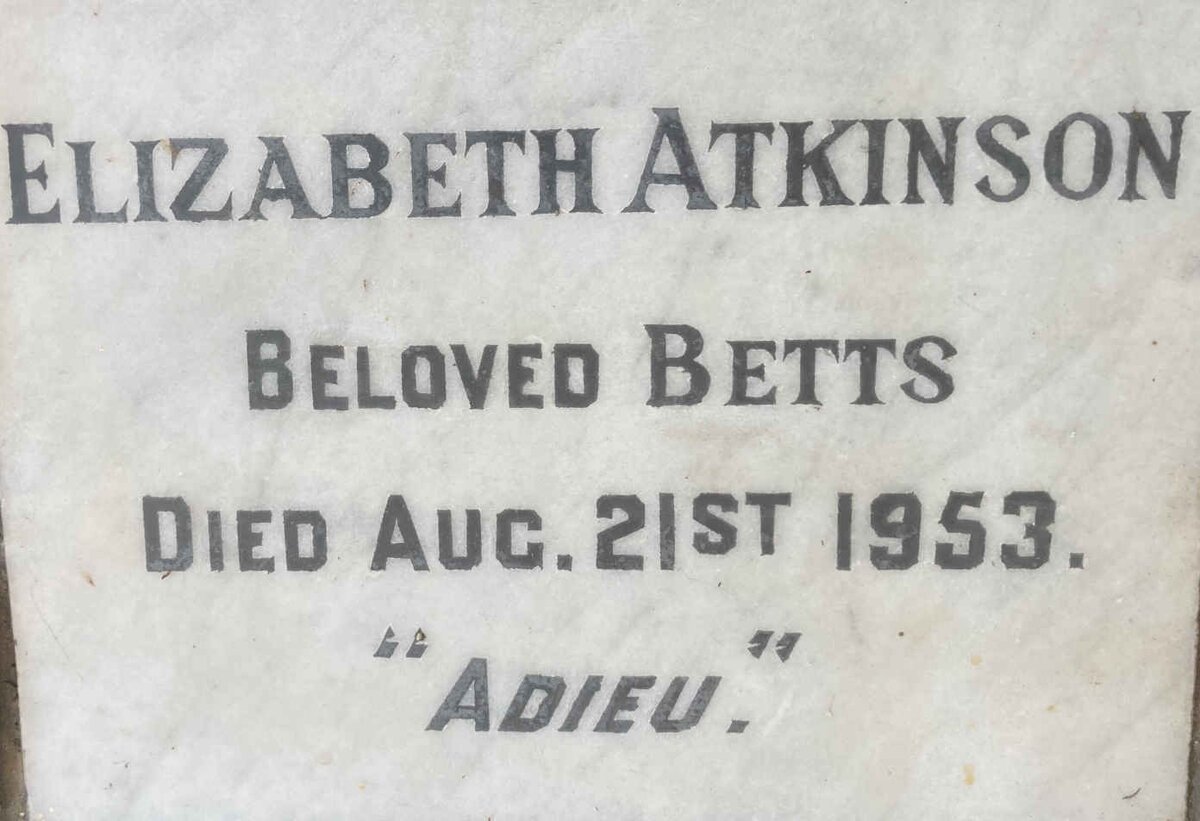 ELIZABETH ATKINSON
BELOVED BETTS
DIED AUG. 21ST 1953.
"ADIEU."